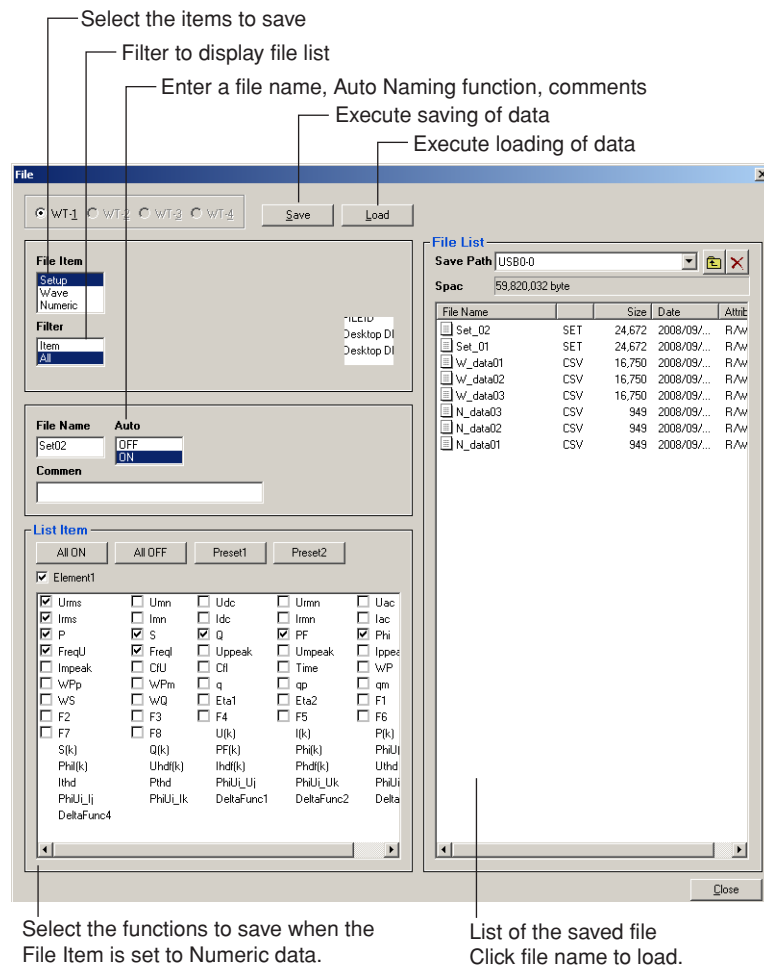 Select the items to save
Filter to display file list
Enter a file name, Auto Naming function, comments
Execute saving of data
Execute loading of data
File
WT-1 WT-2 WT-3 WT-4 Save Load
File Item
Setup
Wave
Numeric
Filter
Item
All
Desktop DI
Desktop DI
File Name Auto
Set02 OFF
ON
Commen
File List
Save Path USB0-0
Spac 59,820,032 byte
File Name Size Date Attrib
Set_02 SET 24,672 2008/09/... R/W
Set_01 SET 24,672 2008/09/... R/W
W_data01 CSV 16,750 2008/09/... R/W
W_data02 CSV 16,750 2008/09/... R/W
W_data03 CSV 16,750 2008/09/... R/W
N_data03 CSV 949 2008/09/... R/W
N_data02 CSV 949 2008/09/... R/W
N_data01 CSV 949 2008/09/... R/W
List Item
All ON All OFF Preset1 Preset2
Element1
Urms Umn Udc Urmn Uac
Irms Imn Idc Irmn Iac
P S Q PF Phi
FreqU FreqI Uppeak Umpeak Ippea
Impeak CfU CfI Time WP
WPp WPm q qp qm
WS WQ Eta1 Eta2 F1
F2 F3 F4 F5 F6
F7 F8 U(k) I(k) P(k)
S(k) Q(k) PF(k) Phi(k) PhiU(
PhiI(k) Uhdf(k) Ihdf(k) Phdf(k) Uthd
Ithd Pthd PhiUi_Uj PhiUi_Uk PhiUi
PhiUi_Ij PhiUi_Ik DeltaFunc1 DeltaFunc2 Delta
DeltaFunc4
Close
Select the functions to save when the
File Item is set to Numeric data.
List of the saved file
Click file name to load.